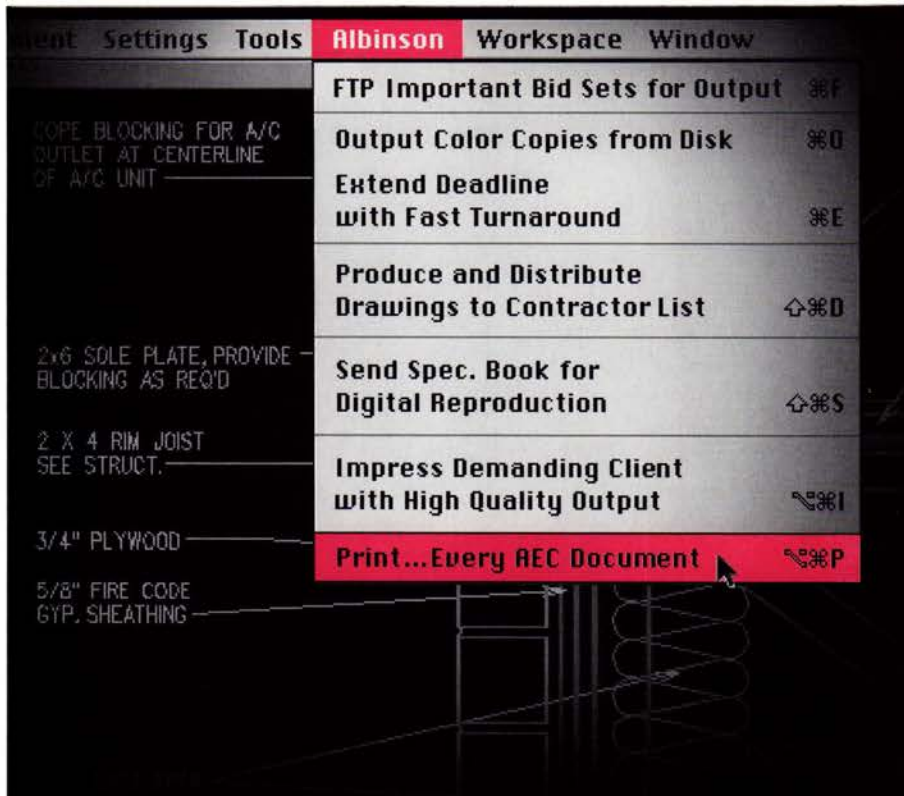 Settings Tools Albinson Workspace Window
FTP Important Bid Sets for Output ⌘F
Output Color Copies from Disk ⌘O
Extend Deadline
with Fast Turnaround ⌘E
Produce and Distribute
Drawings to Contractor List ⇧⌘D
Send Spec. Book for
Digital Reproduction ⇧⌘S
Impress Demanding Client
with High Quality Output ⌥⌘I
Print...Every AEC Document ⌥⌘P
COPE BLOCKING FOR A/C
OUTLET AT CENTERLINE
OF A/C UNIT
2x6 SOLE PLATE, PROVIDE
BLOCKING AS REQ'D
2 X 4 RIM JOIST
SEE STRUCT.
3/4" PLYWOOD
5/8" FIRE CODE
GYP. SHEATHING